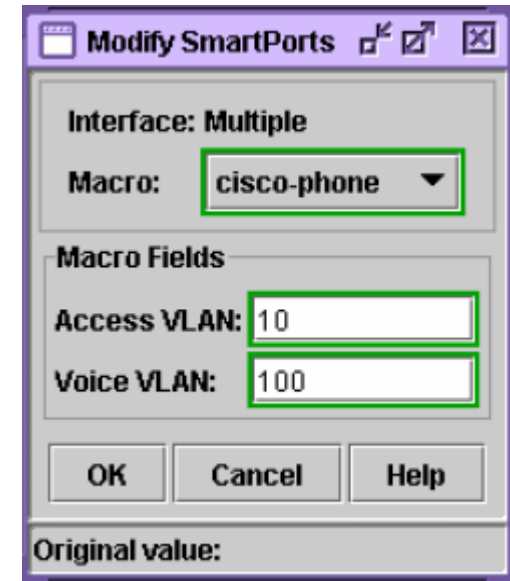 Modify SmartPorts
Interface: Multiple
Macro: cisco-phone
Macro Fields
Access VLAN: 10
Voice VLAN: 100
OK Cancel Help
Original value: